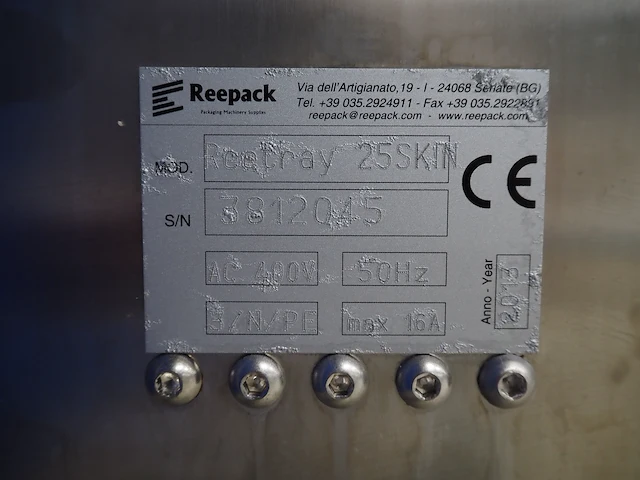 Reepack
Packaging Machinery Supplier
Via dell'Artigianato,19 - I - 24068 Seriate (BG)
Tel. +39 035.2924911 - Fax +39 035.2922891
reepack@reepack.com - www.reepack.com
MOD. Reetray 25SKIN
CE
S/N 3812045
AC 400V 50Hz
3/N/PE max 16A
Anno - Year 2013